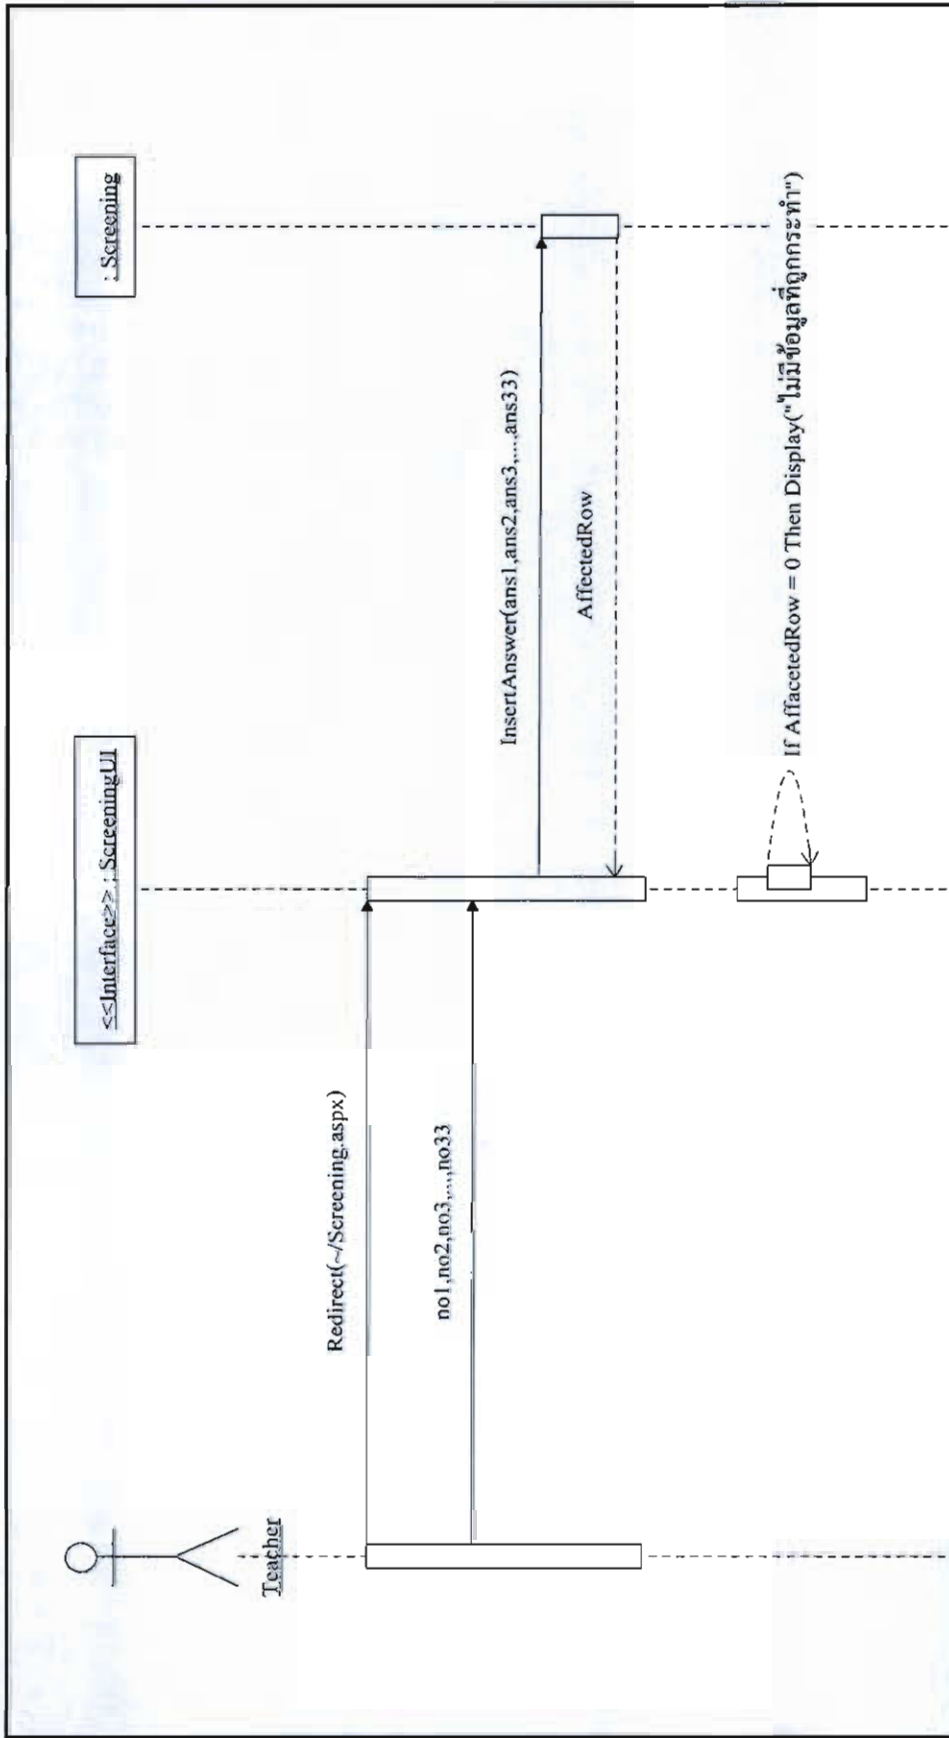 Teacher
<<Interface>> : ScreeningUI
: Screening
Redirect(~/Screening.aspx)
no1,no2,no3,...,no33
InsertAnswer(ans1,ans2,ans3,...,ans33)
AffectedRow
If AffacetedRow = 0 Then Display("ไม่มีข้อมูลที่ถูกกระทำ")